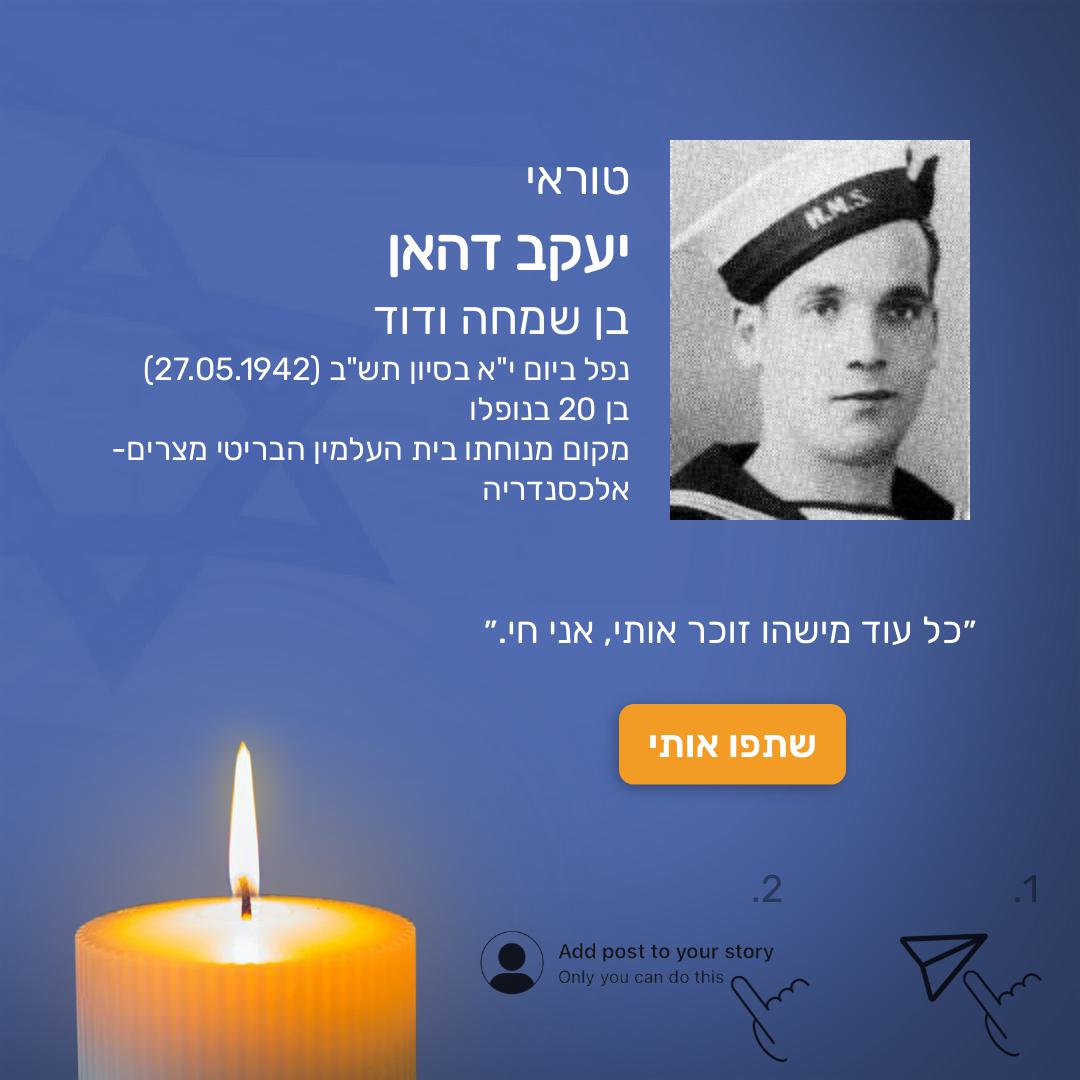 טוראי
יעקב דהאן
בן שמחה ודוד
נפל ביום י"א בסיון תש"ב (27.05.1942)
בן 20 בנופלו
מקום מנוחתו בית העלמין הבריטי מצרים-
אלכסנדריה
H.M.S.
״כל עוד מישהו זוכר אותי, אני חי.״
שתפו אותי
.1
.2
Add post to your story
Only you can do this